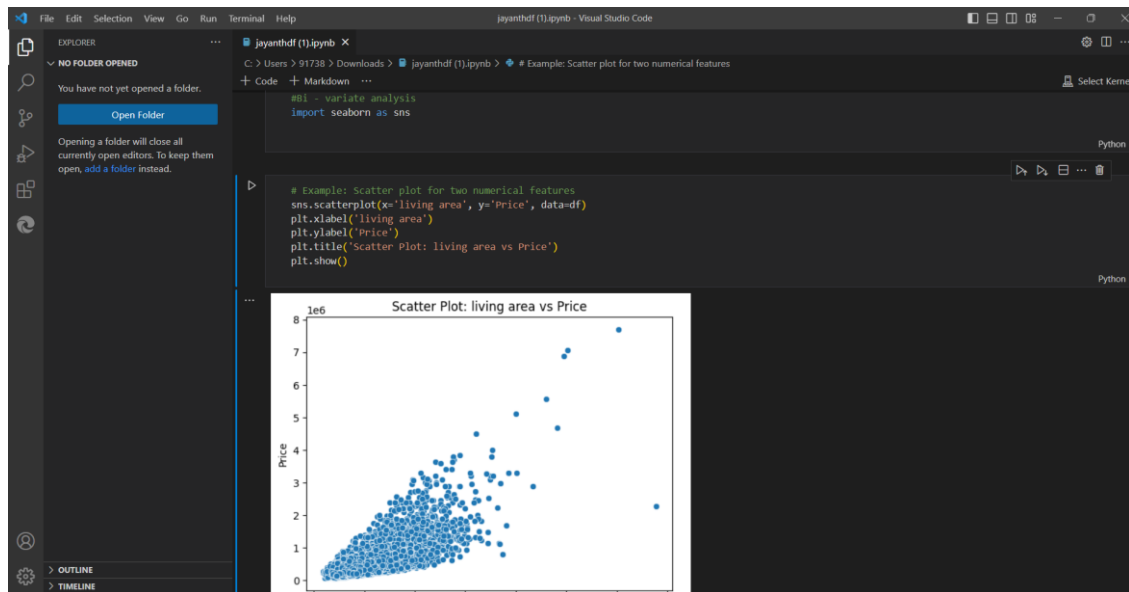 File Edit Selection View Go Run Terminal Help
jayanthdf (1).ipynb - Visual Studio Code
EXPLORER
NO FOLDER OPENED
You have not yet opened a folder.
Open Folder
Opening a folder will close all
currently open editors. To keep them
open, add a folder instead.
OUTLINE
TIMELINE
jayanthdf (1).ipynb
C: > Users > 91738 > Downloads > jayanthdf (1).ipynb > # Example: Scatter plot for two numerical features
+ Code + Markdown ...
Select Kerne
#Bi - variate analysis
import seaborn as sns
Python
# Example: Scatter plot for two numerical features
sns.scatterplot(x='living area', y='Price', data=df)
plt.xlabel('living area')
plt.ylabel('Price')
plt.title('Scatter Plot: living area vs Price')
plt.show()
Python
Scatter Plot: living area vs Price
1e6
8
7
6
5
4
3
2
1
0
Price